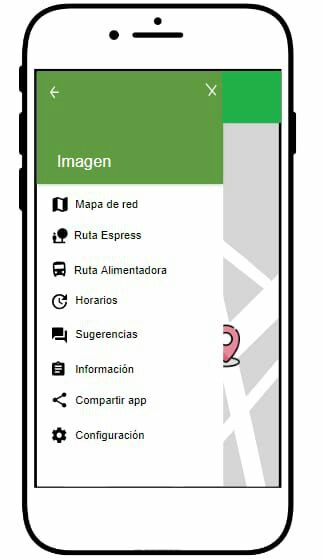 Imagen
Mapa de red
Ruta Espress
Ruta Alimentadora
Horarios
Sugerencias
Información
Compartir app
Configuración